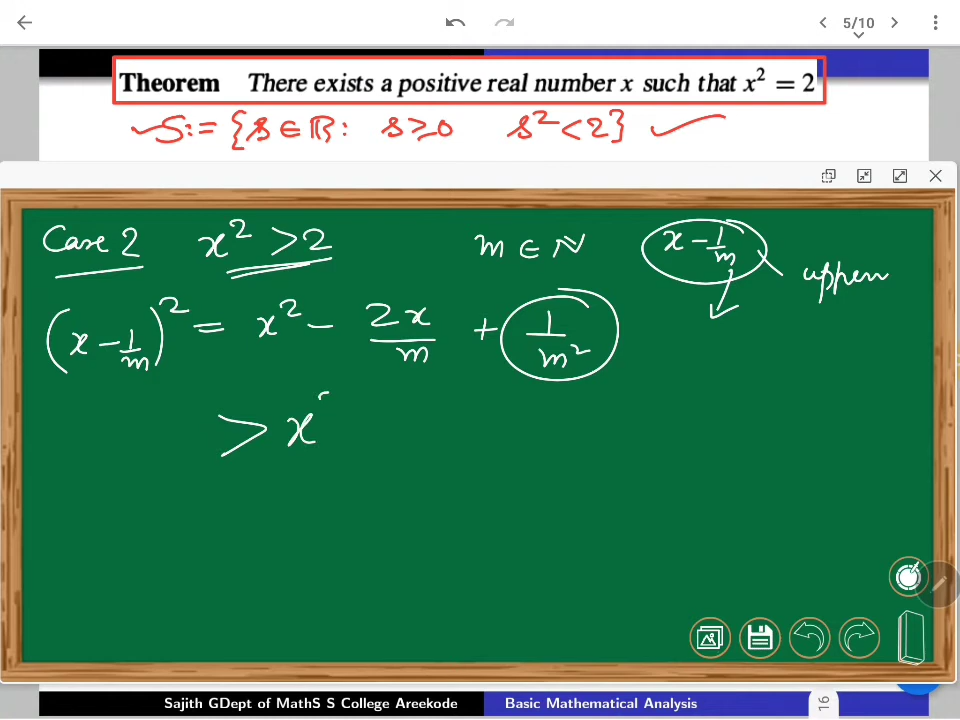 5/10
Theorem There exists a positive real number x such that x² = 2
S := {s ∈ ℝ : s ≥ 0 s² < 2}
Case 2 x² > 2 m ∈ ℕ x - 1/m upper
(x - 1/m)² = x² - 2x/m + 1/m²
> x
Sajith GDept of MathS S College Areekode Basic Mathematical Analysis 16